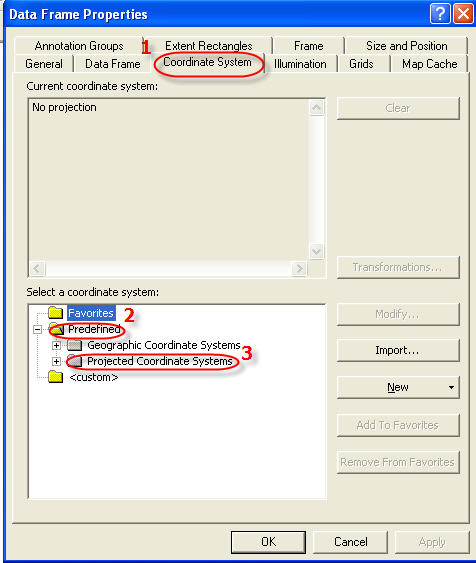 Data Frame Properties
Annotation Groups 1 Extent Rectangles Frame Size and Position
General Data Frame Coordinate System Illumination Grids Map Cache
Current coordinate system:
No projection
Clear
Transformations...
Select a coordinate system:
Favorites 2
Predefined
Geographic Coordinate Systems
Projected Coordinate Systems 3
<custom>
Modify...
Import...
New
Add To Favorites
Remove From Favorites
OK Cancel Apply